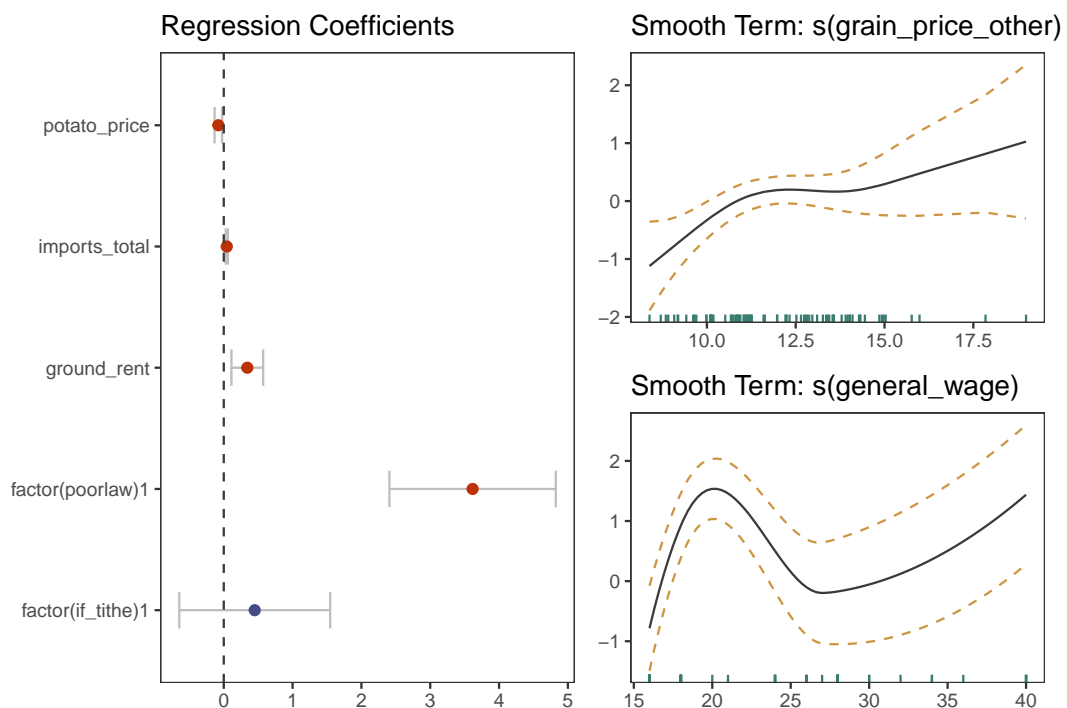 Regression Coefficients
potato_price
imports_total
ground_rent
factor(poorlaw)1
factor(if_tithe)1
0 1 2 3 4 5
Smooth Term: s(grain_price_other)
2
1
0
−1
−2
10.0 12.5 15.0 17.5
Smooth Term: s(general_wage)
2
1
0
−1
15 20 25 30 35 40